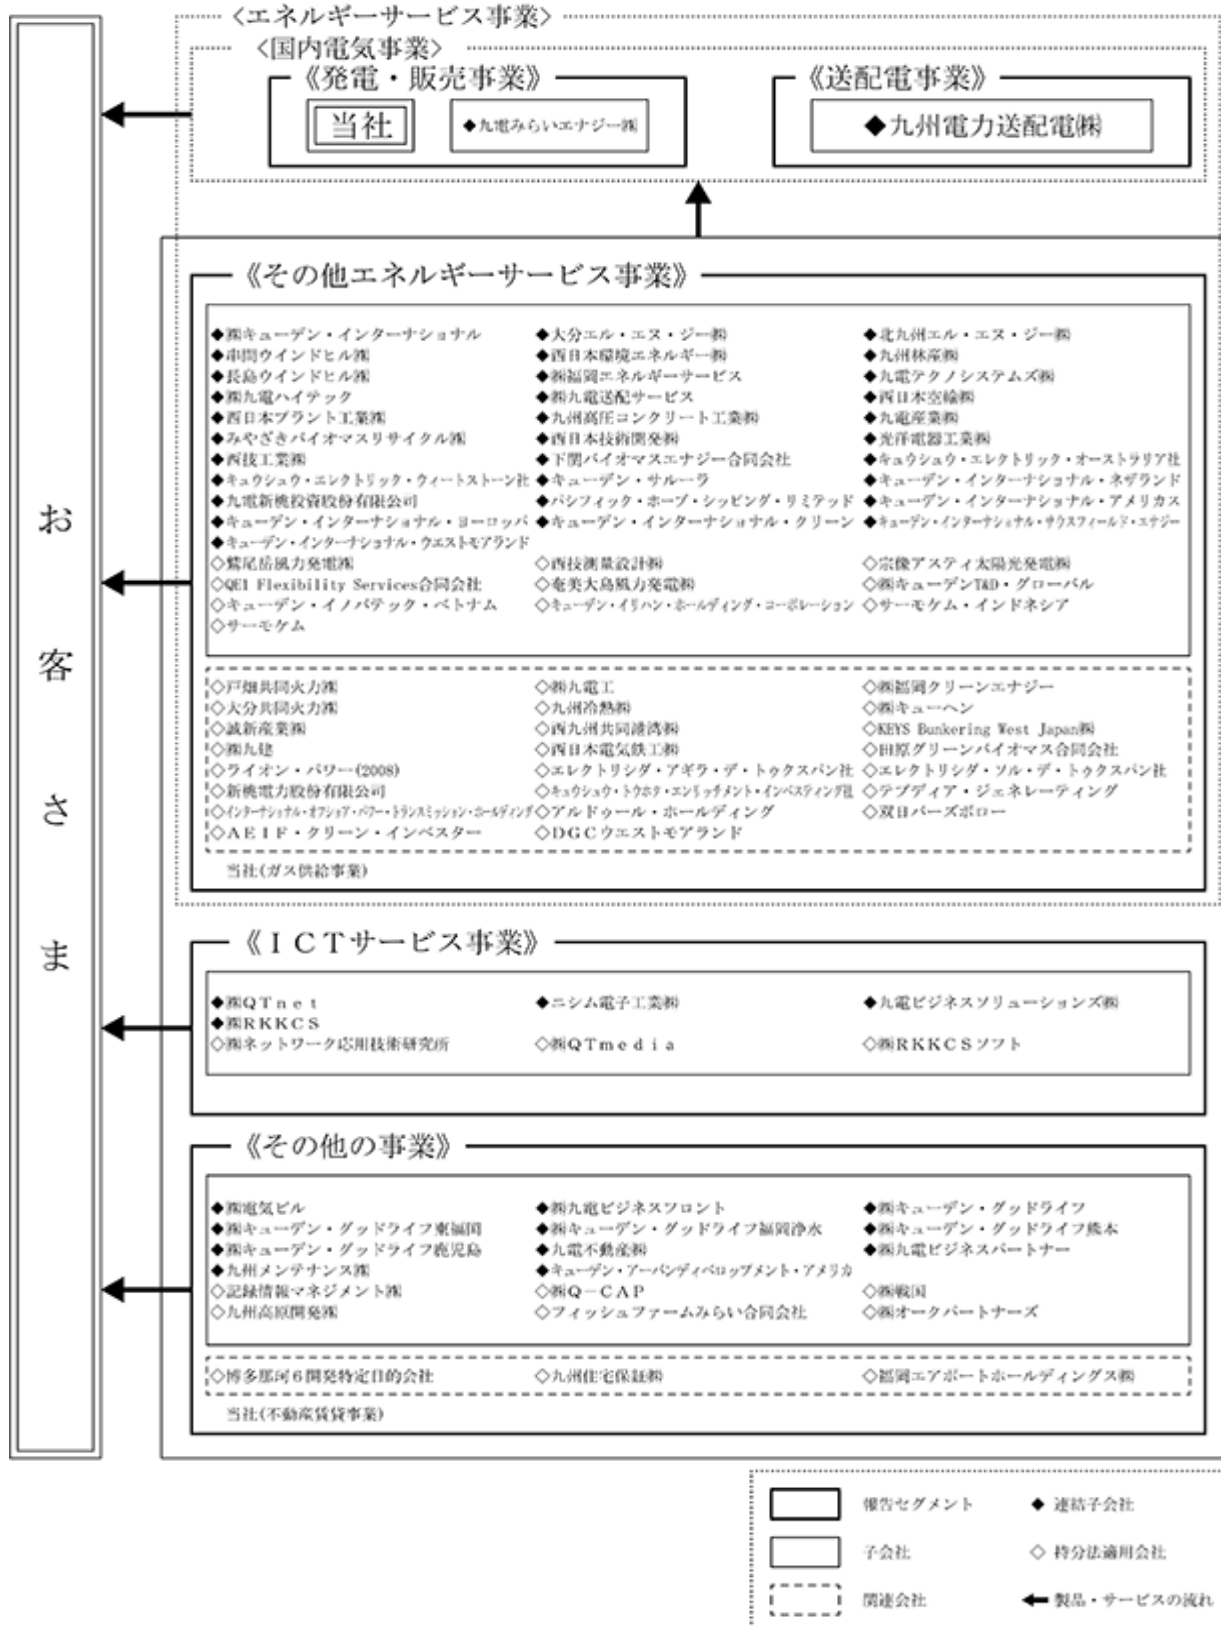 〈エネルギーサービス事業〉
〈国内電気事業〉
《発電・販売事業》
《送配電事業》
当社
◆九電みらいエナジー㈱
◆九州電力送配電㈱
お客さま
《その他エネルギーサービス事業》
◆㈱キューデン・インターナショナル ◆大分エル・エヌ・ジー㈱ ◆北九州エル・エヌ・ジー㈱
◆串間ウインドヒル㈱ ◆西日本環境エネルギー㈱ ◆九州林産㈱
◆長島ウインドヒル㈱ ◆㈱福岡エネルギーサービス ◆九電テクノシステムズ㈱
◆㈱九電ハイテック ◆㈱九電送配サービス ◆西日本空輸㈱
◆西日本プラント工業㈱ ◆九州高圧コンクリート工業㈱ ◆九電産業㈱
◆みやざきバイオマスリサイクル㈱ ◆西日本技術開発㈱ ◆光洋電器工業㈱
◆西技工業㈱ ◆下関バイオマスエナジー合同会社 ◆キュウシュウ・エレクトリック・オーストラリア社
◆キュウシュウ・エレクトリック・ウィートストーン社 ◆キューデン・サルーラ ◆キューデン・インターナショナル・ネザランド
◆九電新桃投資股份有限公司 ◆パシフィック・ホープ・シッピング・リミテッド ◆キューデン・インターナショナル・アメリカス
◆キューデン・インターナショナル・ヨーロッパ ◆キューデン・インターナショナル・クリーン ◆キューデン・インターナショナル・サウスフィールド・エナジー
◆キューデン・インターナショナル・ウエストモアランド
◇鷲尾岳風力発電㈱ ◇西技測量設計㈱ ◇宗像アスティ太陽光発電㈱
◇QEI Flexibility Services合同会社 ◇奄美大島風力発電㈱ ◇㈱キューデンT&D・グローバル
◇キューデン・イノバテック・ベトナム ◇キューデン・イリハン・ホールディング・コーポレーション ◇サーモケム・インドネシア
◇サーモケム
◇戸畑共同火力㈱ ◇㈱九電工 ◇㈱福岡クリーンエナジー
◇大分共同火力㈱ ◇九州冷熱㈱ ◇㈱キューヘン
◇誠新産業㈱ ◇西九州共同港湾㈱ ◇KEYS Bunkering West Japan㈱
◇㈱九建 ◇西日本電気鉄工㈱ ◇田原グリーンバイオマス合同会社
◇ライオン・パワー(2008) ◇エレクトリシダ・アギラ・デ・トゥクスパン社 ◇エレクトリシダ・ソル・デ・トゥクスパン社
◇新桃電力股份有限公司 ◇キュウシュウ・トウホク・エンリッチメント・インベスティング社 ◇テプディア・ジェネレーティング
◇インターナショナル・オフショア・パワー・トランスミッション・ホールディング ◇アルドゥール・ホールディング ◇双日バーズボロー
◇AEIF・クリーン・インベスター ◇DGCウエストモアランド
当社(ガス供給事業)
《ICTサービス事業》
◆㈱QTnet ◆ニシム電子工業㈱ ◆九電ビジネスソリューションズ㈱
◆㈱RKKCS
◇㈱ネットワーク応用技術研究所 ◇㈱QTmedia ◇㈱RKKCSソフト
《その他の事業》
◆㈱電気ビル ◆㈱九電ビジネスフロント ◆㈱キューデン・グッドライフ
◆㈱キューデン・グッドライフ東福岡 ◆㈱キューデン・グッドライフ福岡浄水 ◆㈱キューデン・グッドライフ熊本
◆㈱キューデン・グッドライフ鹿児島 ◆九電不動産㈱ ◆㈱九電ビジネスパートナー
◆九州メンテナンス㈱ ◆キューデン・アーバンディベロップメント・アメリカ
◇記録情報マネジメント㈱ ◇㈱Q－CAP ◇㈱戦国
◇九州高原開発㈱ ◇フィッシュファームみらい合同会社 ◇㈱オークパートナーズ
◇博多那珂6開発特定目的会社 ◇九州住宅保証㈱ ◇福岡エアポートホールディングス㈱
当社(不動産賃貸事業)
報告セグメント ◆ 連結子会社
子会社 ◇ 持分法適用会社
関連会社 製品・サービスの流れ